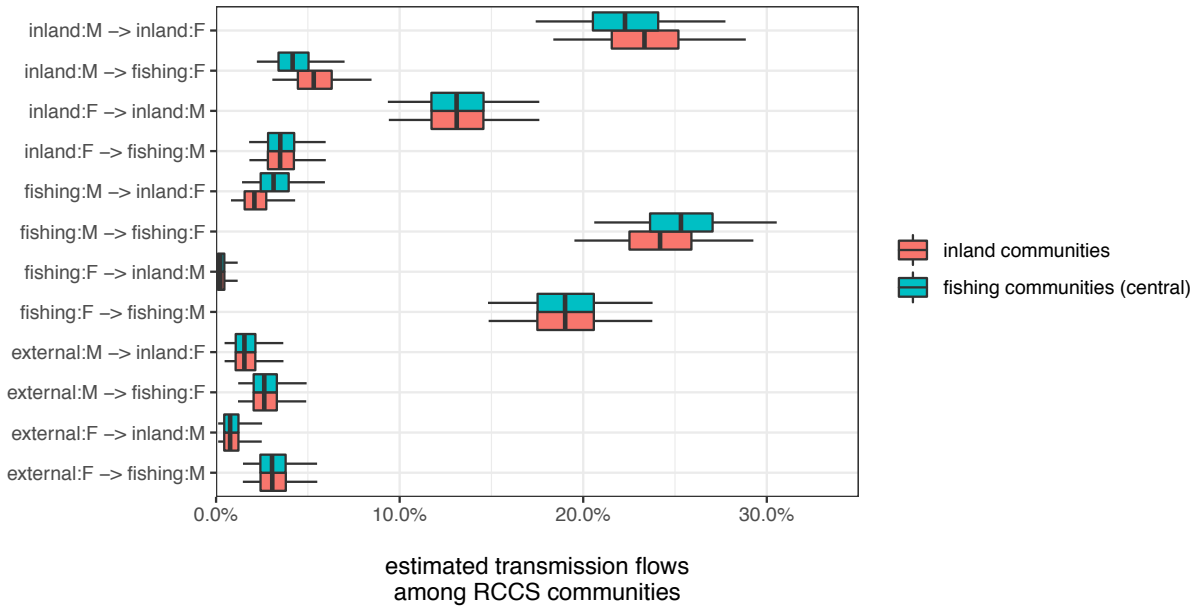 inland:M −> inland:F
inland:M −> fishing:F
inland:F −> inland:M
inland:F −> fishing:M
fishing:M −> inland:F
fishing:M −> fishing:F
fishing:F −> inland:M
fishing:F −> fishing:M
external:M −> inland:F
external:M −> fishing:F
external:F −> inland:M
external:F −> fishing:M
0.0%
10.0%
20.0%
30.0%
estimated transmission flows
among RCCS communities
inland communities
fishing communities (central)